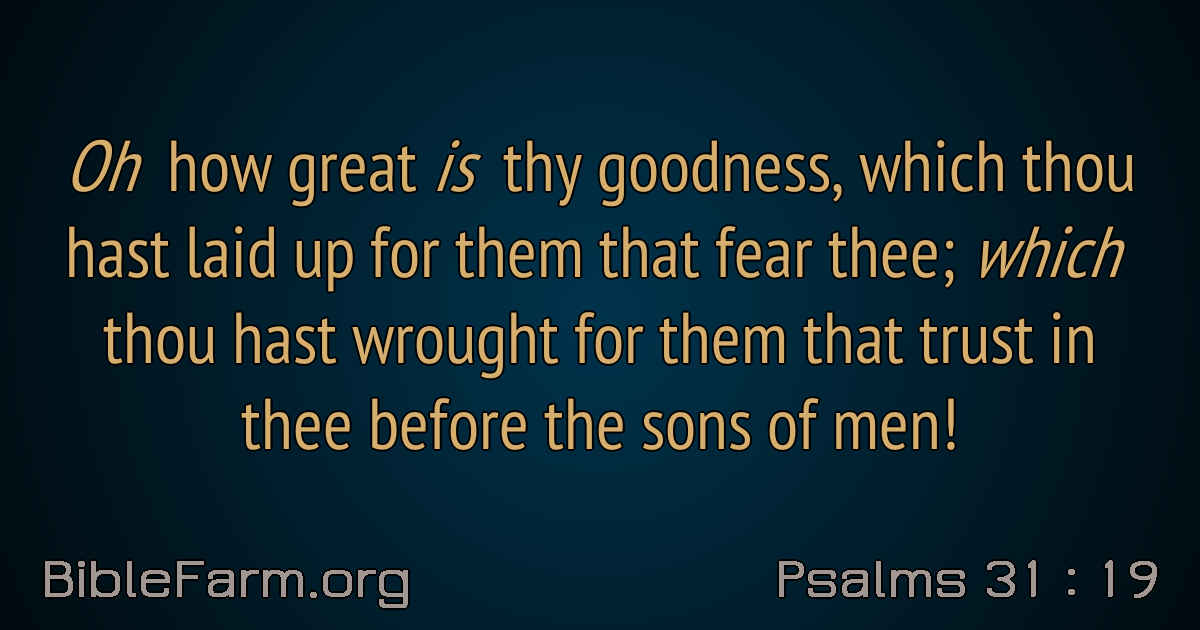 Oh how great is thy goodness, which thou
hast laid up for them that fear thee; which
thou hast wrought for them that trust in
thee before the sons of men!
BibleFarm.org
Psalms 31 : 19